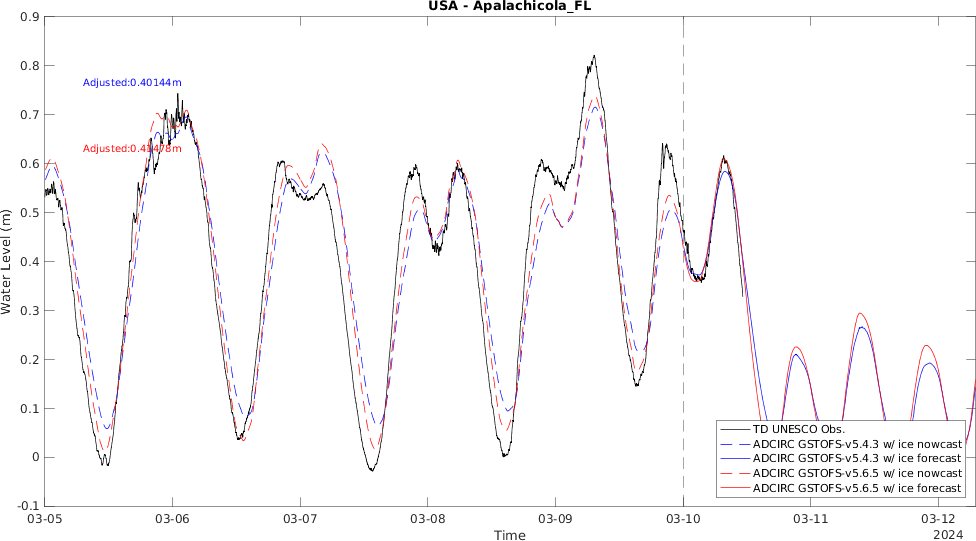 USA - Apalachicola_FL
0.9
0.8
0.7
0.6
0.5
0.4
0.3
0.2
0.1
0
-0.1
Water Level (m)
Adjusted:0.40144m
Adjusted:0.41478m
TD UNESCO Obs.
ADCIRC GSTOFS-v5.4.3 w/ ice nowcast
ADCIRC GSTOFS-v5.4.3 w/ ice forecast
ADCIRC GSTOFS-v5.6.5 w/ ice nowcast
ADCIRC GSTOFS-v5.6.5 w/ ice forecast
03-05 03-06 03-07 03-08 03-09 03-10 03-11 03-12
Time
2024